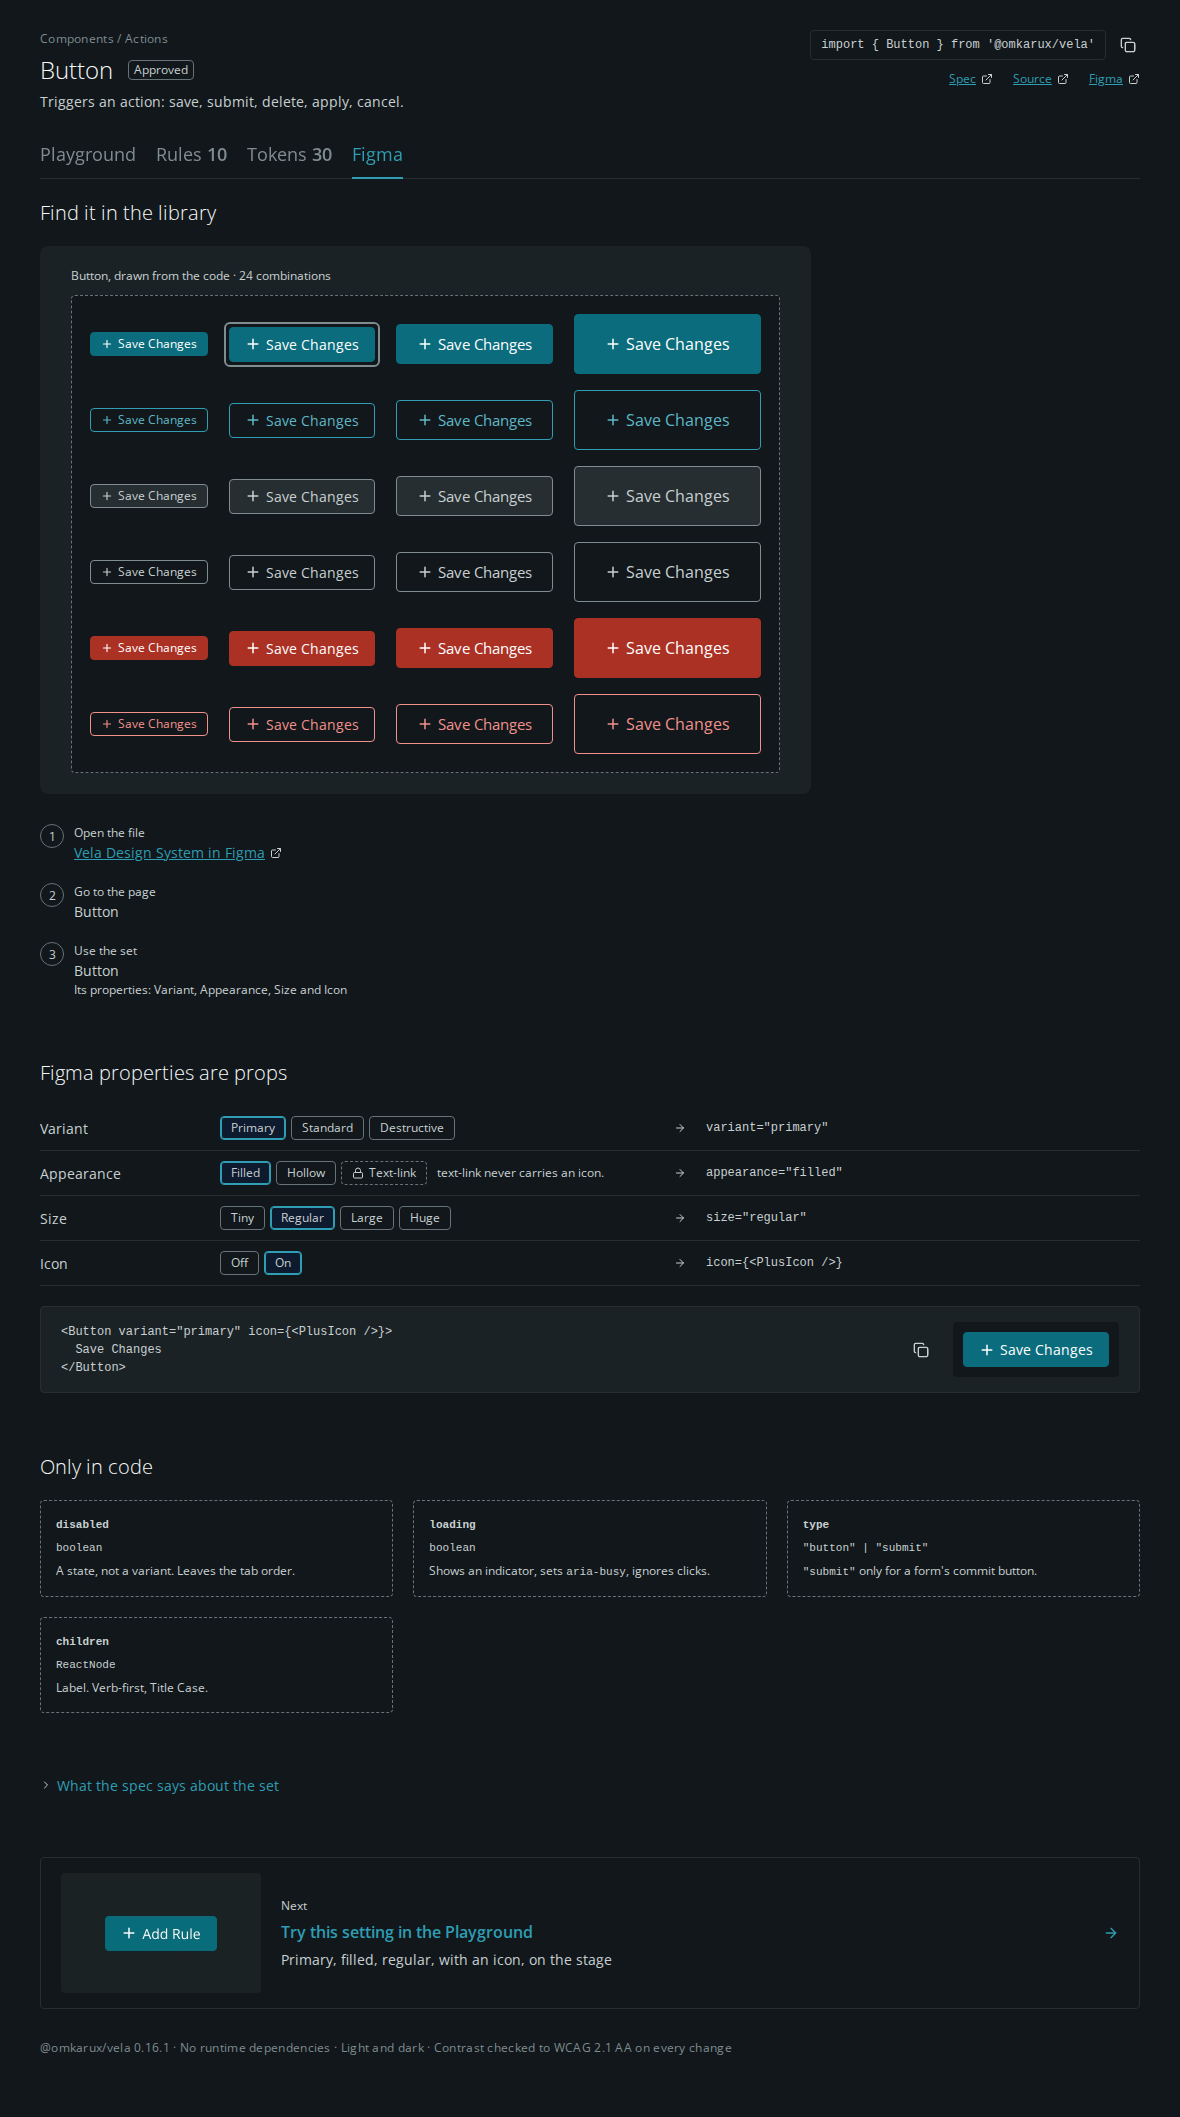 Components / Actions
import { Button } from '@omkarux/vela'
Button Approved
Spec Source Figma
Triggers an action: save, submit, delete, apply, cancel.
Playground Rules 10 Tokens 30 Figma
Find it in the library
Button, drawn from the code · 24 combinations
Save Changes Save Changes Save Changes Save Changes
Save Changes Save Changes Save Changes Save Changes
Save Changes Save Changes Save Changes Save Changes
Save Changes Save Changes Save Changes Save Changes
Save Changes Save Changes Save Changes Save Changes
Save Changes Save Changes Save Changes Save Changes
1 Open the file
Vela Design System in Figma
2 Go to the page
Button
3 Use the set
Button
Its properties: Variant, Appearance, Size and Icon
Figma properties are props
Variant Primary Standard Destructive → variant="primary"
Appearance Filled Hollow Text-link text-link never carries an icon. → appearance="filled"
Size Tiny Regular Large Huge → size="regular"
Icon Off On → icon={<PlusIcon />}
<Button variant="primary" icon={<PlusIcon />}>
Save Changes
</Button>
Save Changes
Only in code
disabled
boolean
A state, not a variant. Leaves the tab order.
loading
boolean
Shows an indicator, sets aria-busy, ignores clicks.
type
"button" | "submit"
"submit" only for a form's commit button.
children
ReactNode
Label. Verb-first, Title Case.
What the spec says about the set
Add Rule
Next
Try this setting in the Playground
Primary, filled, regular, with an icon, on the stage
@omkarux/vela 0.16.1 · No runtime dependencies · Light and dark · Contrast checked to WCAG 2.1 AA on every change